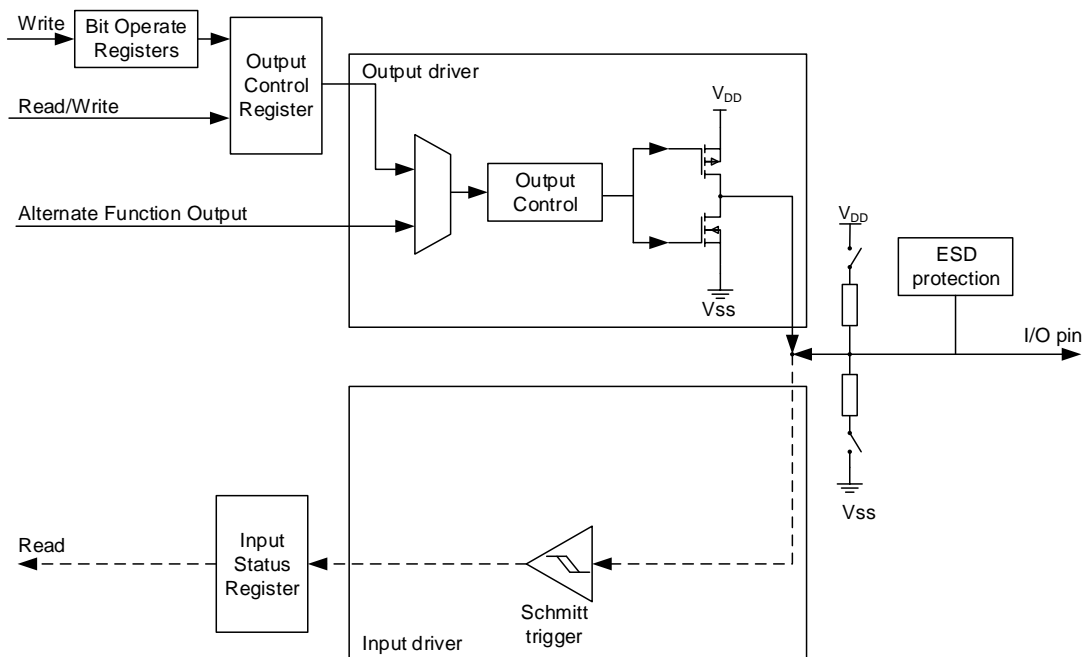 Write
Bit Operate
Registers
Output
Control
Register
Read/Write
Output driver
VDD
Output
Control
Alternate Function Output
Vss
VDD
ESD
protection
I/O pin
Vss
Read
Input
Status
Register
Schmitt
trigger
Input driver